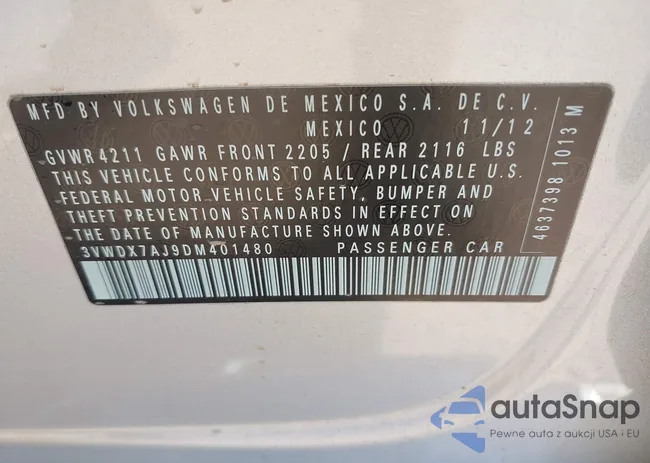 MFD BY VOLKSWAGEN DE MEXICO S.A. DE C.V.
MEXICO 11/12
GVWR 4211 GAWR FRONT 2205 / REAR 2116 LBS
THIS VEHICLE CONFORMS TO ALL APPLICABLE U.S.
FEDERAL MOTOR VEHICLE SAFETY, BUMPER AND
THEFT PREVENTION STANDARDS IN EFFECT ON
THE DATE OF MANUFACTURE SHOWN ABOVE.
3VWDX7AJ9DM401480 PASSENGER CAR
4637398 1013 M
autoSnap
Pewne auta z aukcji USA i EU